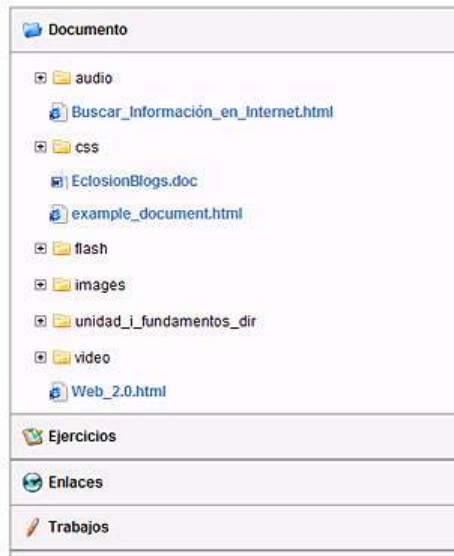 Documento
audio
Buscar_Información_en_Internet.html
css
EclosionBlogs.doc
example_document.html
flash
images
unidad_i_fundamentos_dir
video
Web_2.0.html
Ejercicios
Enlaces
Trabajos